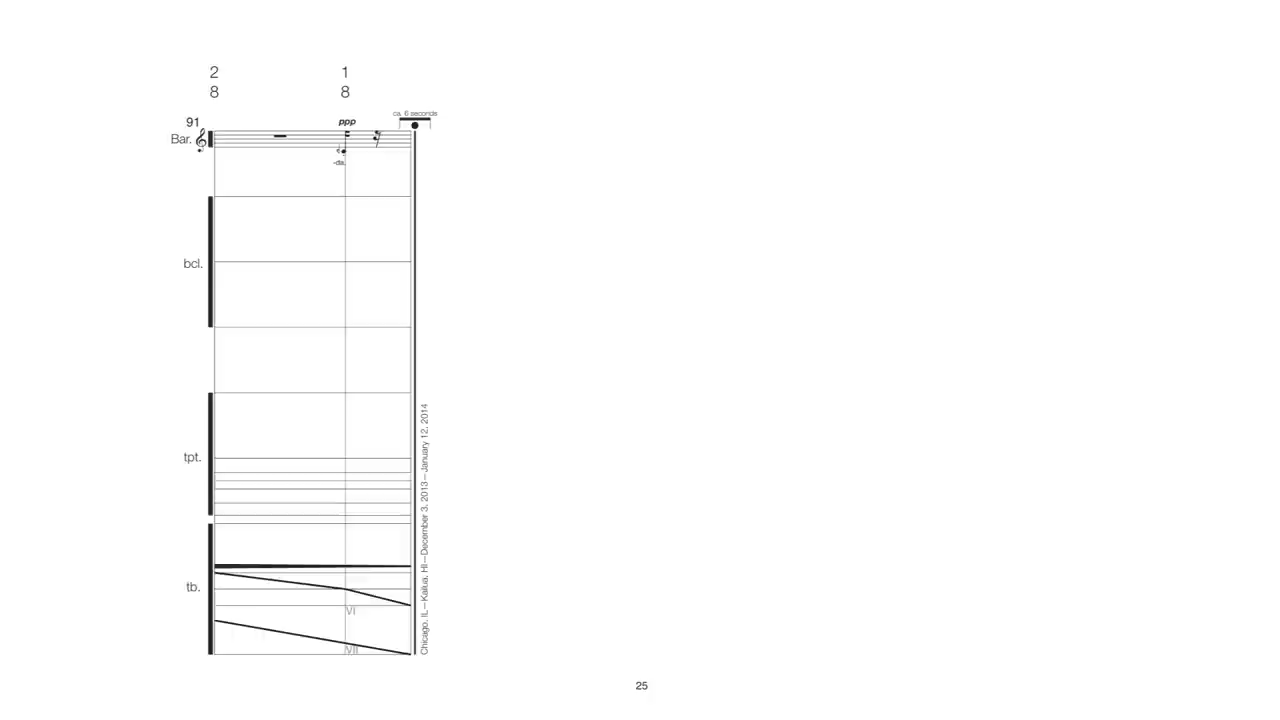 2 1
8 8
ca. 6 seconds
91 ppp
Bar.
-da.
bcl.
tpt.
tb.
VI
VII
Chicago, IL—Kailua, HI—December 3, 2013—January 12, 2014
25